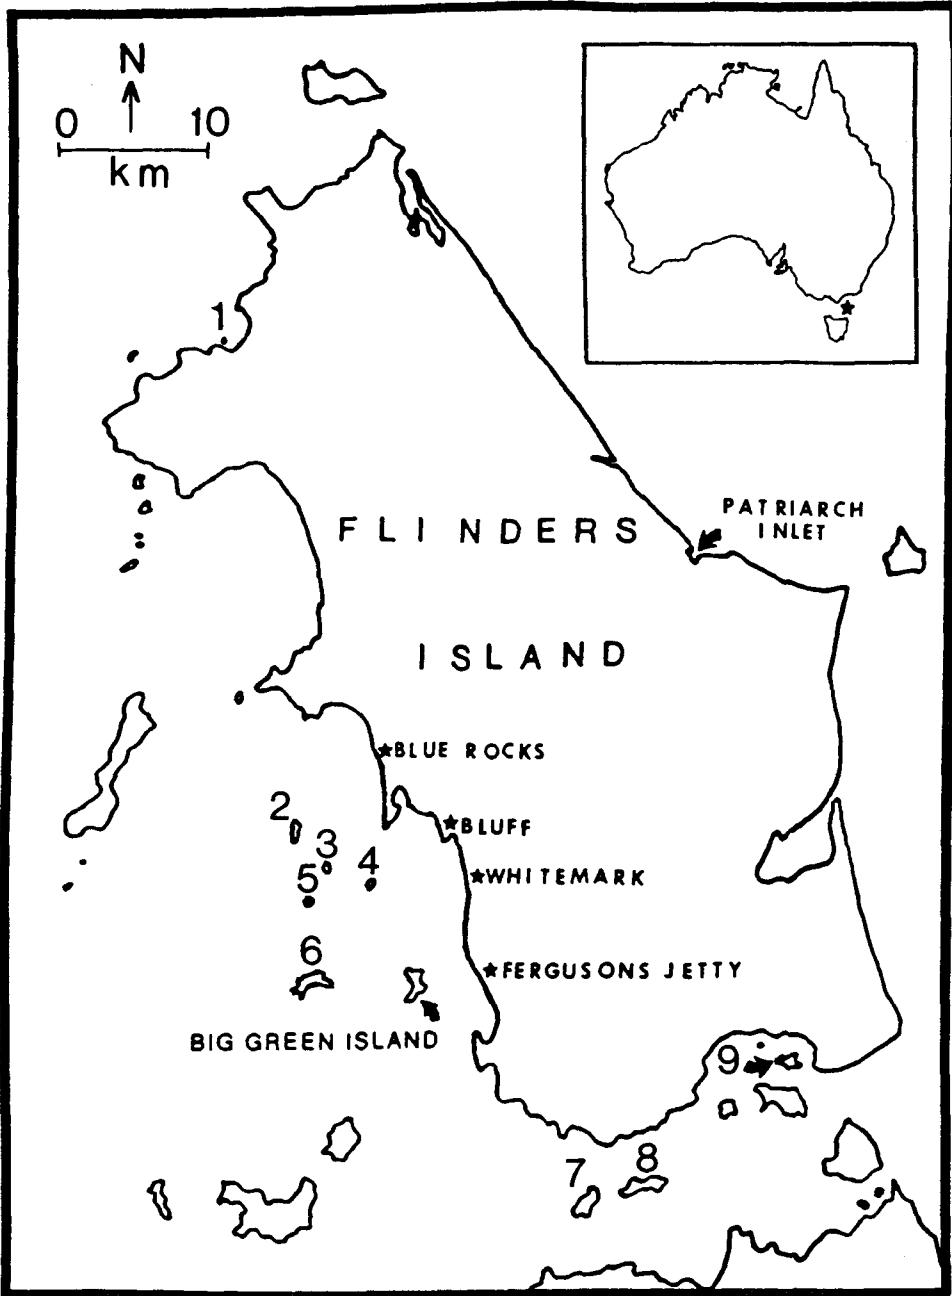 N
0 10
km
1
PATRIARCH
INLET
FLINDERS
ISLAND
BLUE ROCKS
2
BLUFF
3
4
5
WHITEMARK
6
FERGUSONS JETTY
BIG GREEN ISLAND
9
8
7